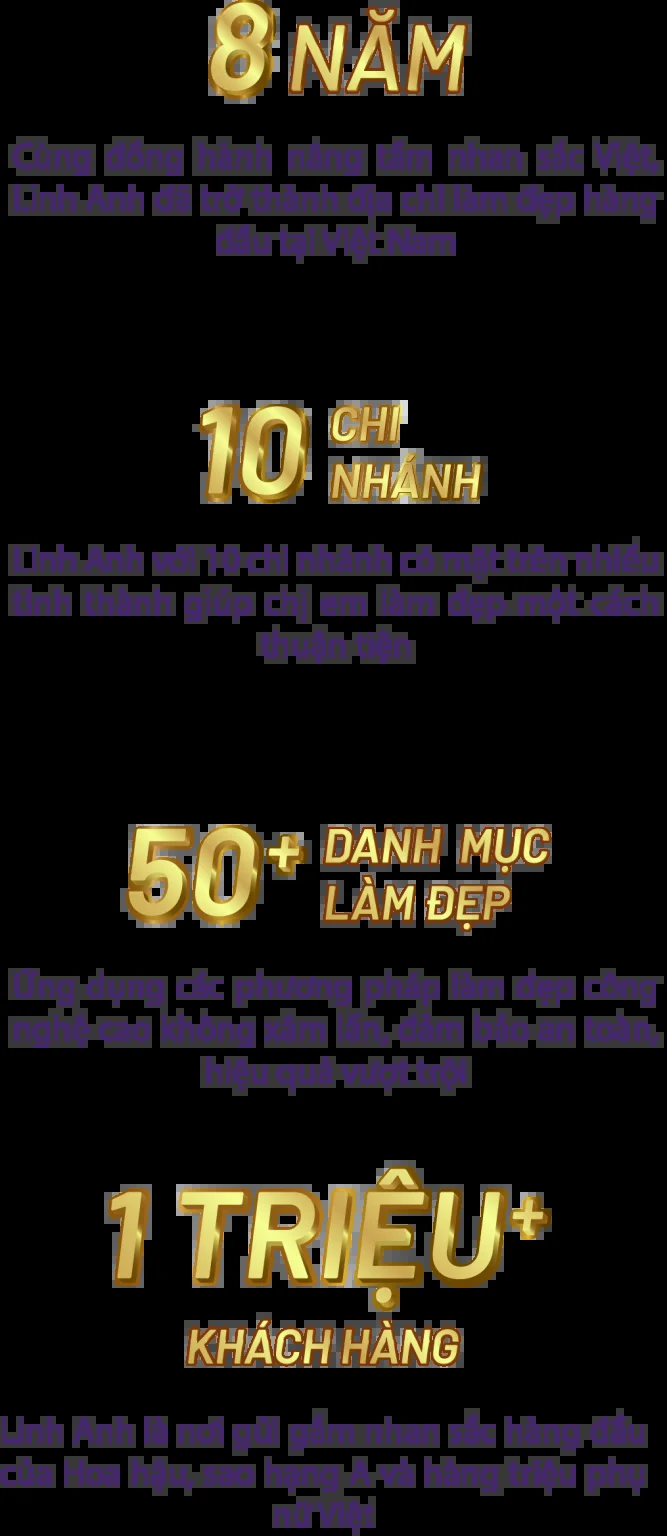 8 NĂM
Cùng đồng hành nâng tầm nhan sắc Việt,
Linh Anh đã trở thành địa chỉ làm đẹp hàng
đầu tại Việt Nam
10 CHI
NHÁNH
Linh Anh với 10 chi nhánh có mặt trên nhiều
tỉnh thành giúp chị em làm đẹp một cách
thuận tiện
50+ DANH MỤC
LÀM ĐẸP
Ứng dụng các phương pháp làm đẹp công
nghệ cao không xâm lấn, đảm bảo an toàn,
hiệu quả vượt trội
1 TRIỆU+
KHÁCH HÀNG
Linh Anh là nơi gửi gắm nhan sắc hàng đầu
của Hoa hậu, sao hạng A và hàng triệu phụ
nữ Việt